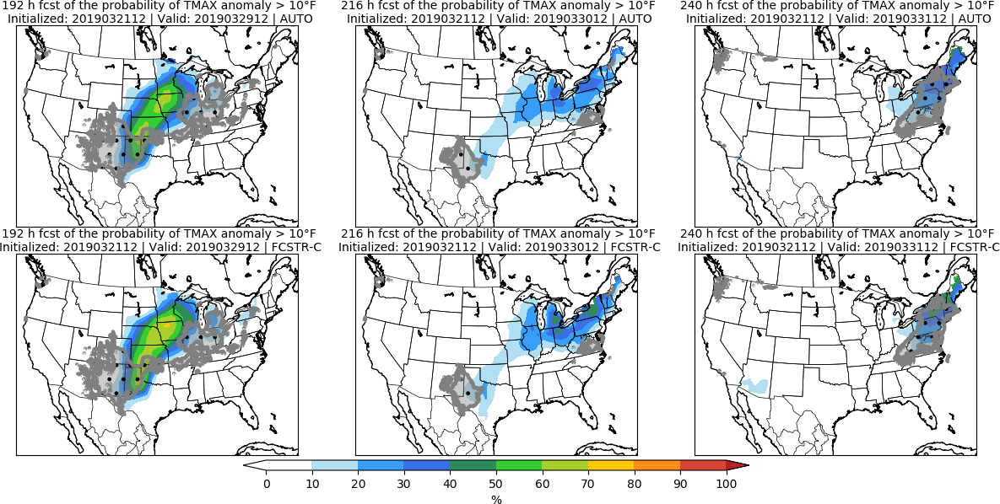 192 h fcst of the probability of TMAX anomaly > 10°F
Initialized: 2019032112 | Valid: 2019032912 | AUTO
216 h fcst of the probability of TMAX anomaly > 10°F
Initialized: 2019032112 | Valid: 2019033012 | AUTO
240 h fcst of the probability of TMAX anomaly > 10°F
Initialized: 2019032112 | Valid: 2019033112 | AUTO
192 h fcst of the probability of TMAX anomaly > 10°F
Initialized: 2019032112 | Valid: 2019032912 | FCSTR-C
216 h fcst of the probability of TMAX anomaly > 10°F
Initialized: 2019032112 | Valid: 2019033012 | FCSTR-C
240 h fcst of the probability of TMAX anomaly > 10°F
Initialized: 2019032112 | Valid: 2019033112 | FCSTR-C
0 10 20 30 40 50 60 70 80 90 100
%